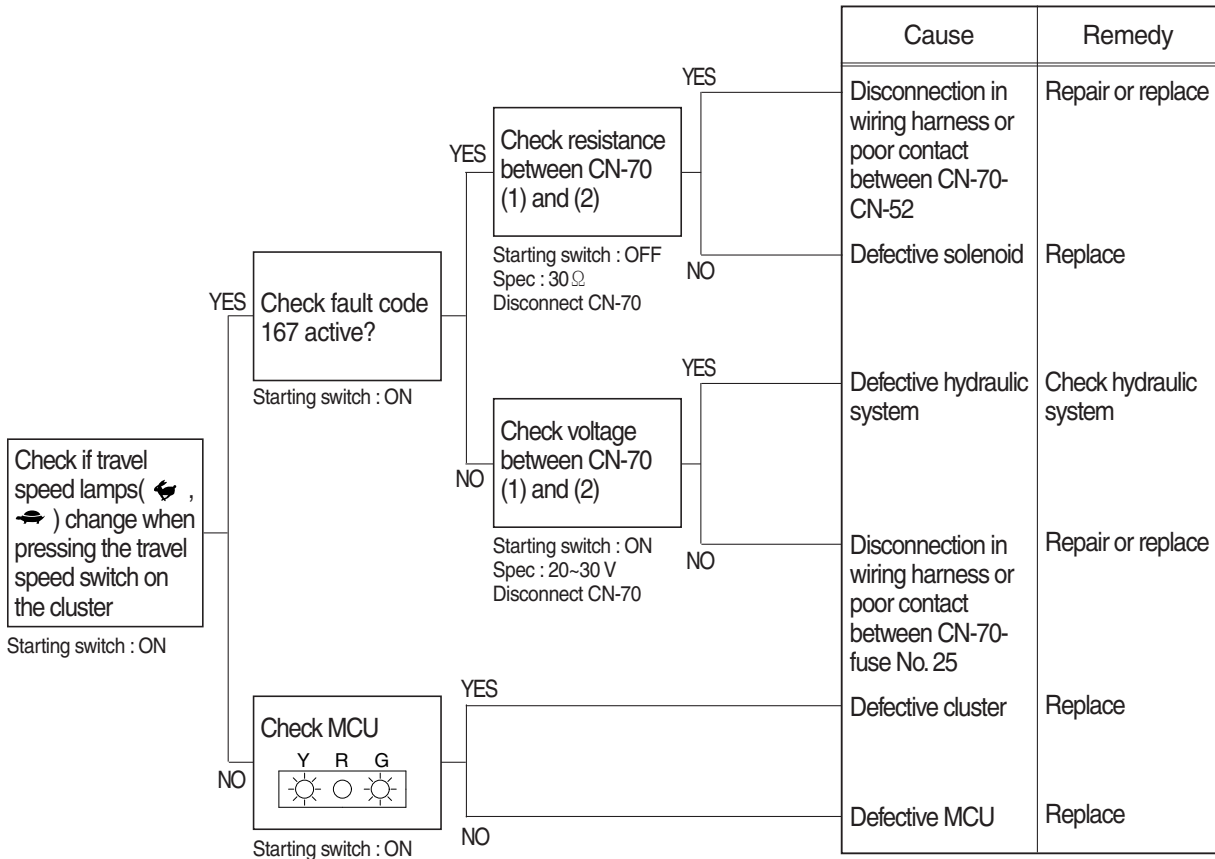 Check if travel
speed lamps( ,
) change when
pressing the travel
speed switch on
the cluster
Starting switch : ON
YES
Check fault code
167 active?
Starting switch : ON
YES
Check resistance
between CN-70
(1) and (2)
Starting switch : OFF
Spec : 30Ω
Disconnect CN-70
YES
NO
NO
Check voltage
between CN-70
(1) and (2)
Starting switch : ON
Spec : 20~30 V
Disconnect CN-70
YES
NO
NO
Check MCU
Y R G
Starting switch : ON
YES
NO
Cause Remedy
Disconnection in Repair or replace
wiring harness or
poor contact
between CN-70-
CN-52
Defective solenoid Replace
Defective hydraulic Check hydraulic
system system
Disconnection in Repair or replace
wiring harness or
poor contact
between CN-70-
fuse No. 25
Defective cluster Replace
Defective MCU Replace